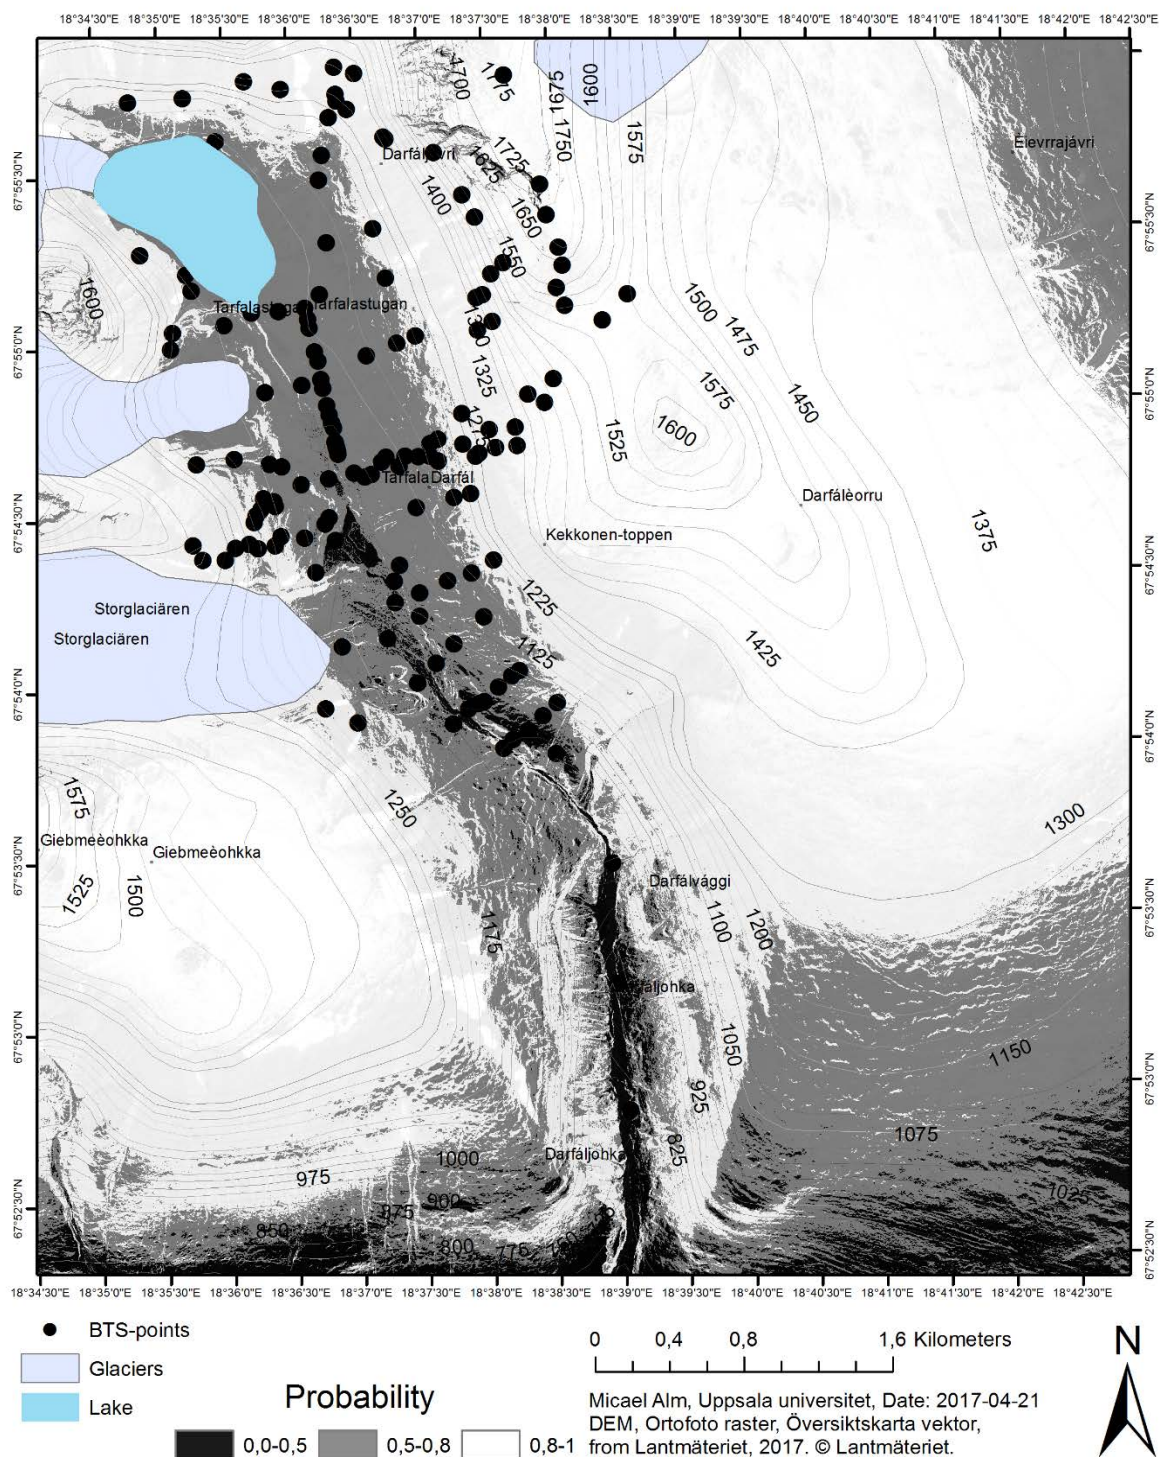 18°34'30"E 18°35'0"E 18°35'30"E 18°36'0"E 18°36'30"E 18°37'0"E 18°37'30"E 18°38'0"E 18°38'30"E 18°39'0"E 18°39'30"E 18°40'0"E 18°40'30"E 18°41'0"E 18°41'30"E 18°42'0"E 18°42'30"E
1700
1775
1675
1600
1750
1575
Elevrrajávri
1725
1625
67°55'30"N
1400
1650
67°55'30"N
1550
1600
1500
Tarfalastugan
1475
67°55'0"N
1325
1575
1450
67°55'0"N
1275
1600
1525
TarfalaDarfál
Darfálèorru
67°54'30"N
1375
Kekkonen-toppen
67°54'30"N
Storglaciären
1225
Storglaciären
1425
1125
67°54'0"N
67°54'0"N
1575
1250
1300
Giebmeèohkka
Giebmeèohkka
67°53'30"N
Darfálvággi
1525
1500
1100
1200
67°53'30"N
1175
67°53'0"N
1050
1150
67°53'0"N
925
1075
1000
825
Darfáljohka
975
1025
900
67°52'30"N
875
850
800
775
67°52'30"N
18°34'30"E 18°35'0"E 18°35'30"E 18°36'0"E 18°36'30"E 18°37'0"E 18°37'30"E 18°38'0"E 18°38'30"E 18°39'0"E 18°40'0"E 18°40'30"E 18°41'0"E 18°41'30"E 18°42'0"E 18°42'30"E
BTS-points
Glaciers
Lake
Probability
0,0-0,5 0,5-0,8 0,8-1
0 0,4 0,8 1,6 Kilometers
Micael Alm, Uppsala universitet, Date: 2017-04-21
DEM, Ortofoto raster, Översiktskarta vektor,
from Lantmäteriet, 2017. © Lantmäteriet.
N